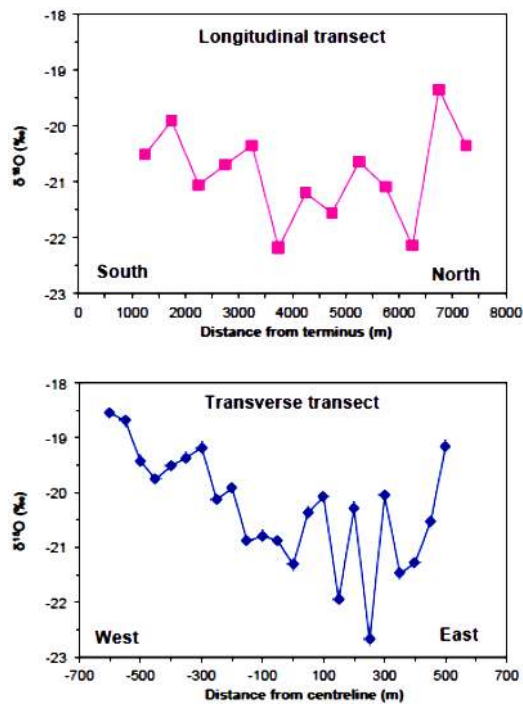 -18
Longitudinal transect
-19
-20
-21
-22
-23
δ¹⁸O (‰)
South
North
0 1000 2000 3000 4000 5000 6000 7000 8000
Distance from terminus (m)
-18
Transverse transect
-19
-20
-21
-22
-23
δ¹⁸O (‰)
West
East
-700 -500 -300 -100 100 300 500 700
Distance from centreline (m)